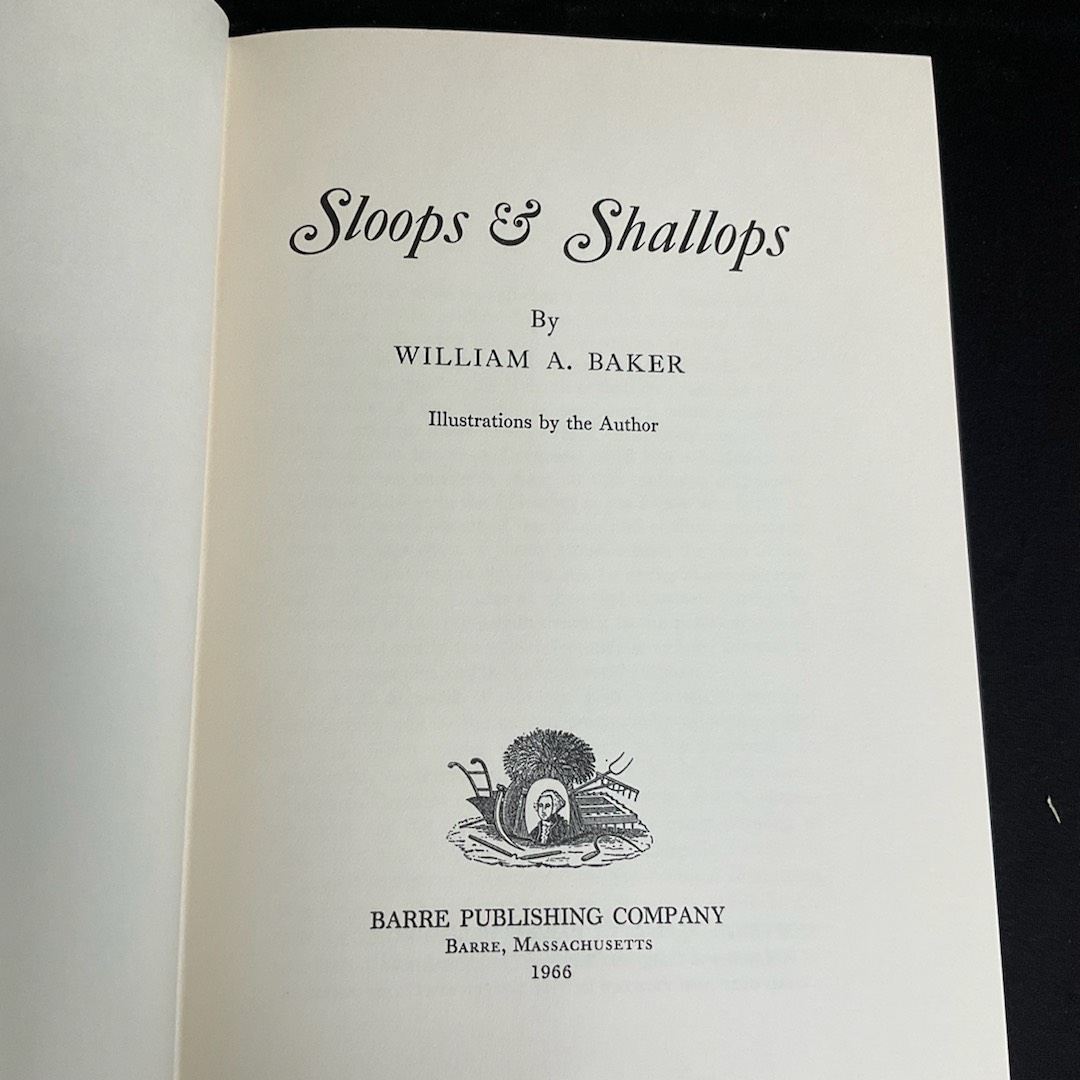 Sloops & Shallops
By
WILLIAM A. BAKER
Illustrations by the Author
BARRE PUBLISHING COMPANY
BARRE, MASSACHUSETTS
1966